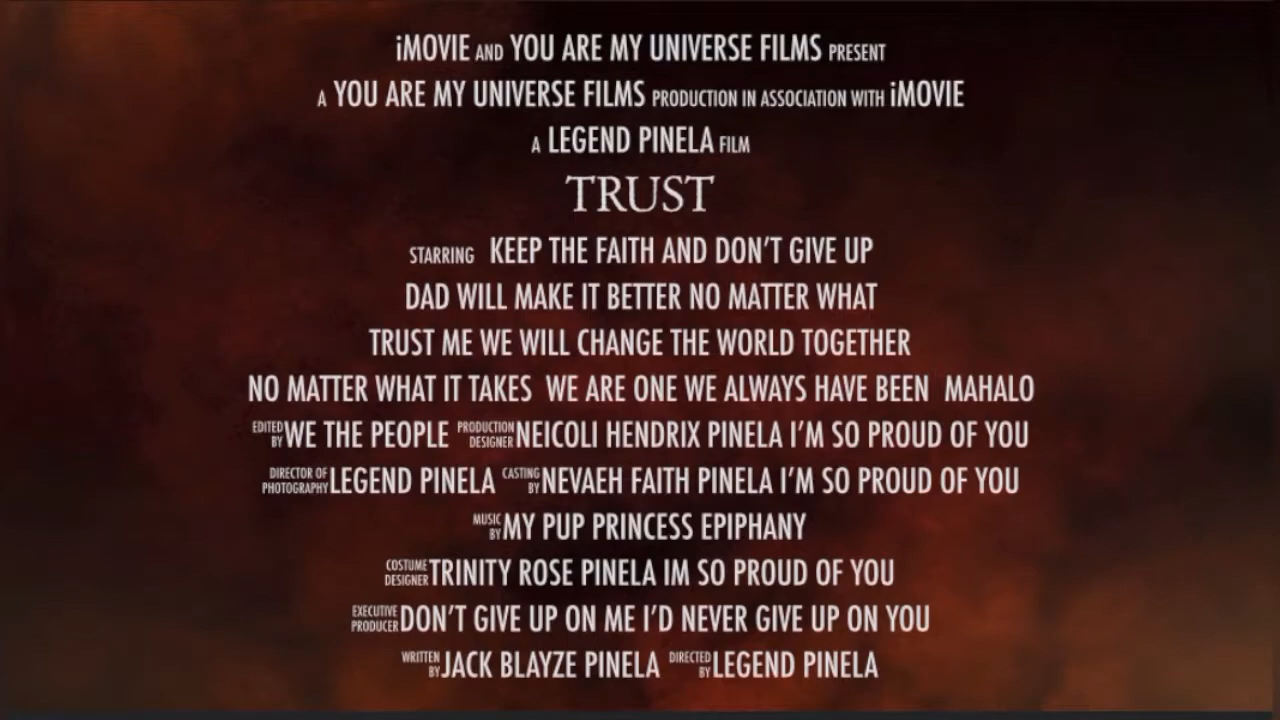 iMOVIE AND YOU ARE MY UNIVERSE FILMS PRESENT
A YOU ARE MY UNIVERSE FILMS PRODUCTION IN ASSOCIATION WITH iMOVIE
A LEGEND PINELA FILM
TRUST
STARRING KEEP THE FAITH AND DON'T GIVE UP
DAD WILL MAKE IT BETTER NO MATTER WHAT
TRUST ME WE WILL CHANGE THE WORLD TOGETHER
NO MATTER WHAT IT TAKES WE ARE ONE WE ALWAYS HAVE BEEN MAHALO
EDITED BY WE THE PEOPLE PRODUCTION DESIGNER NEICOLI HENDRIX PINELA I'M SO PROUD OF YOU
DIRECTOR OF PHOTOGRAPHY LEGEND PINELA CASTING BY NEVAEH FAITH PINELA I'M SO PROUD OF YOU
MUSIC BY MY PUP PRINCESS EPIPHANY
COSTUME DESIGNER TRINITY ROSE PINELA IM SO PROUD OF YOU
EXECUTIVE PRODUCER DON'T GIVE UP ON ME I'D NEVER GIVE UP ON YOU
WRITTEN BY JACK BLAYZE PINELA DIRECTED BY LEGEND PINELA